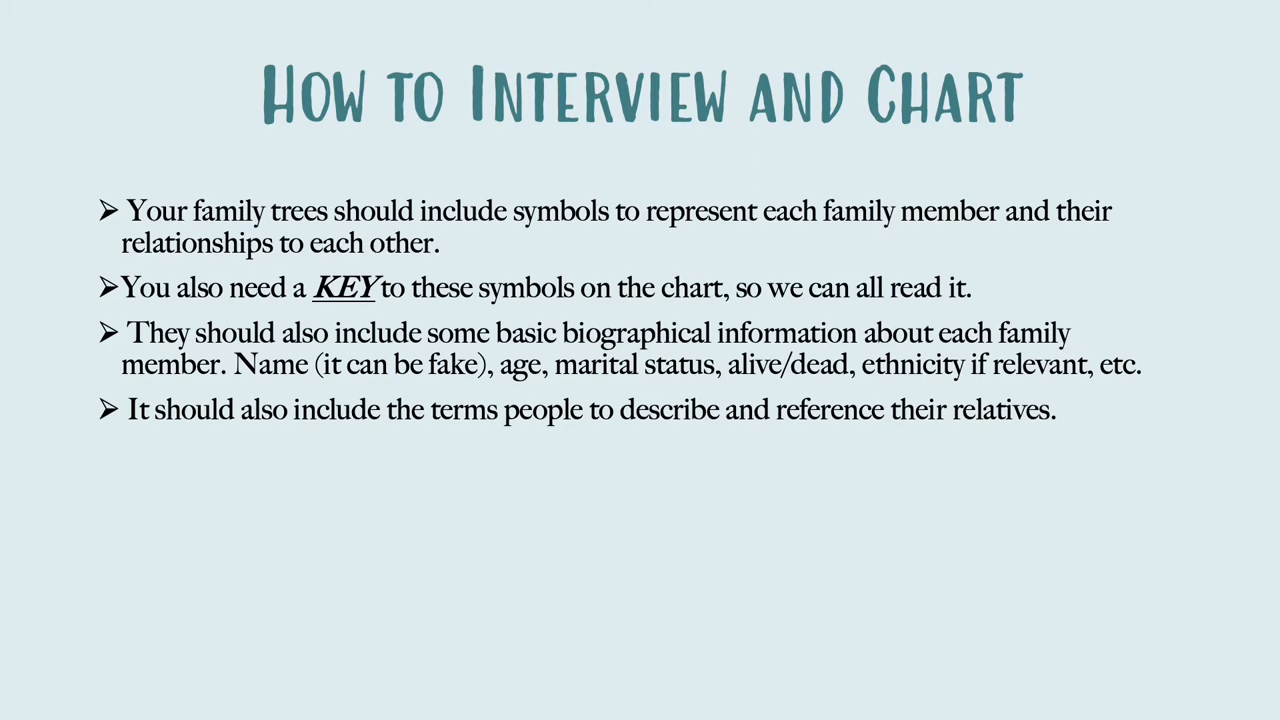 HOW TO INTERVIEW AND CHART
➢ Your family trees should include symbols to represent each family member and their
relationships to each other.
➢You also need a KEY to these symbols on the chart, so we can all read it.
➢ They should also include some basic biographical information about each family
member. Name (it can be fake), age, marital status, alive/dead, ethnicity if relevant, etc.
➢ It should also include the terms people to describe and reference their relatives.